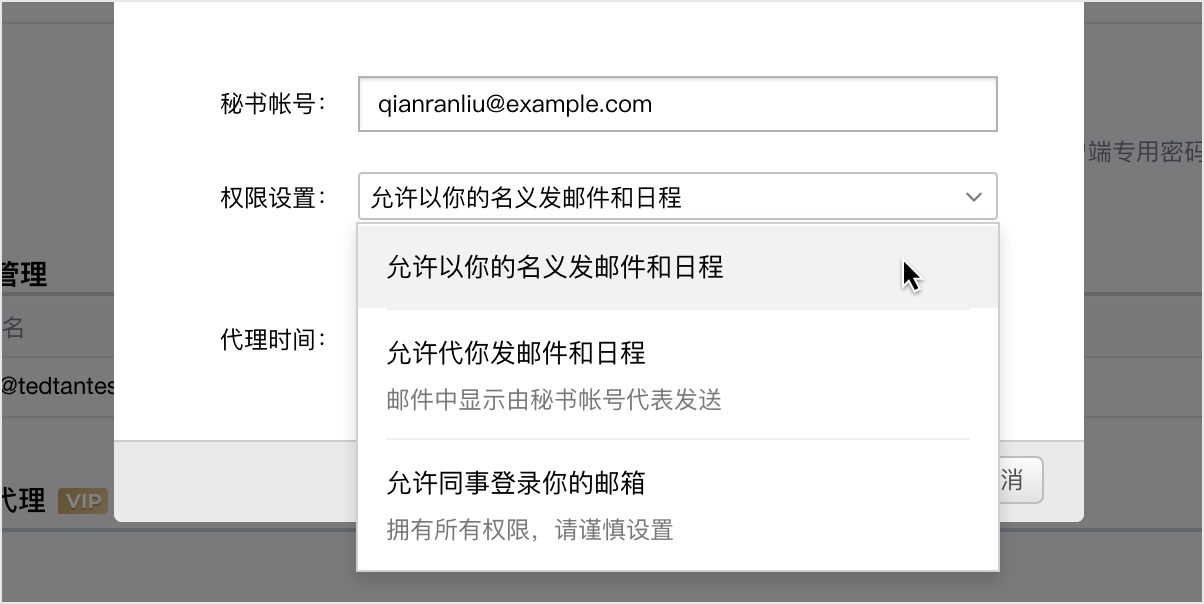 秘书帐号： qianranliu@example.com
端专用密码
权限设置： 允许以你的名义发邮件和日程
管理
允许以你的名义发邮件和日程
名
代理时间：
允许代你发邮件和日程
@tedtantes
邮件中显示由秘书帐号代表发送
允许同事登录你的邮箱
消
代理 VIP
拥有所有权限，请谨慎设置